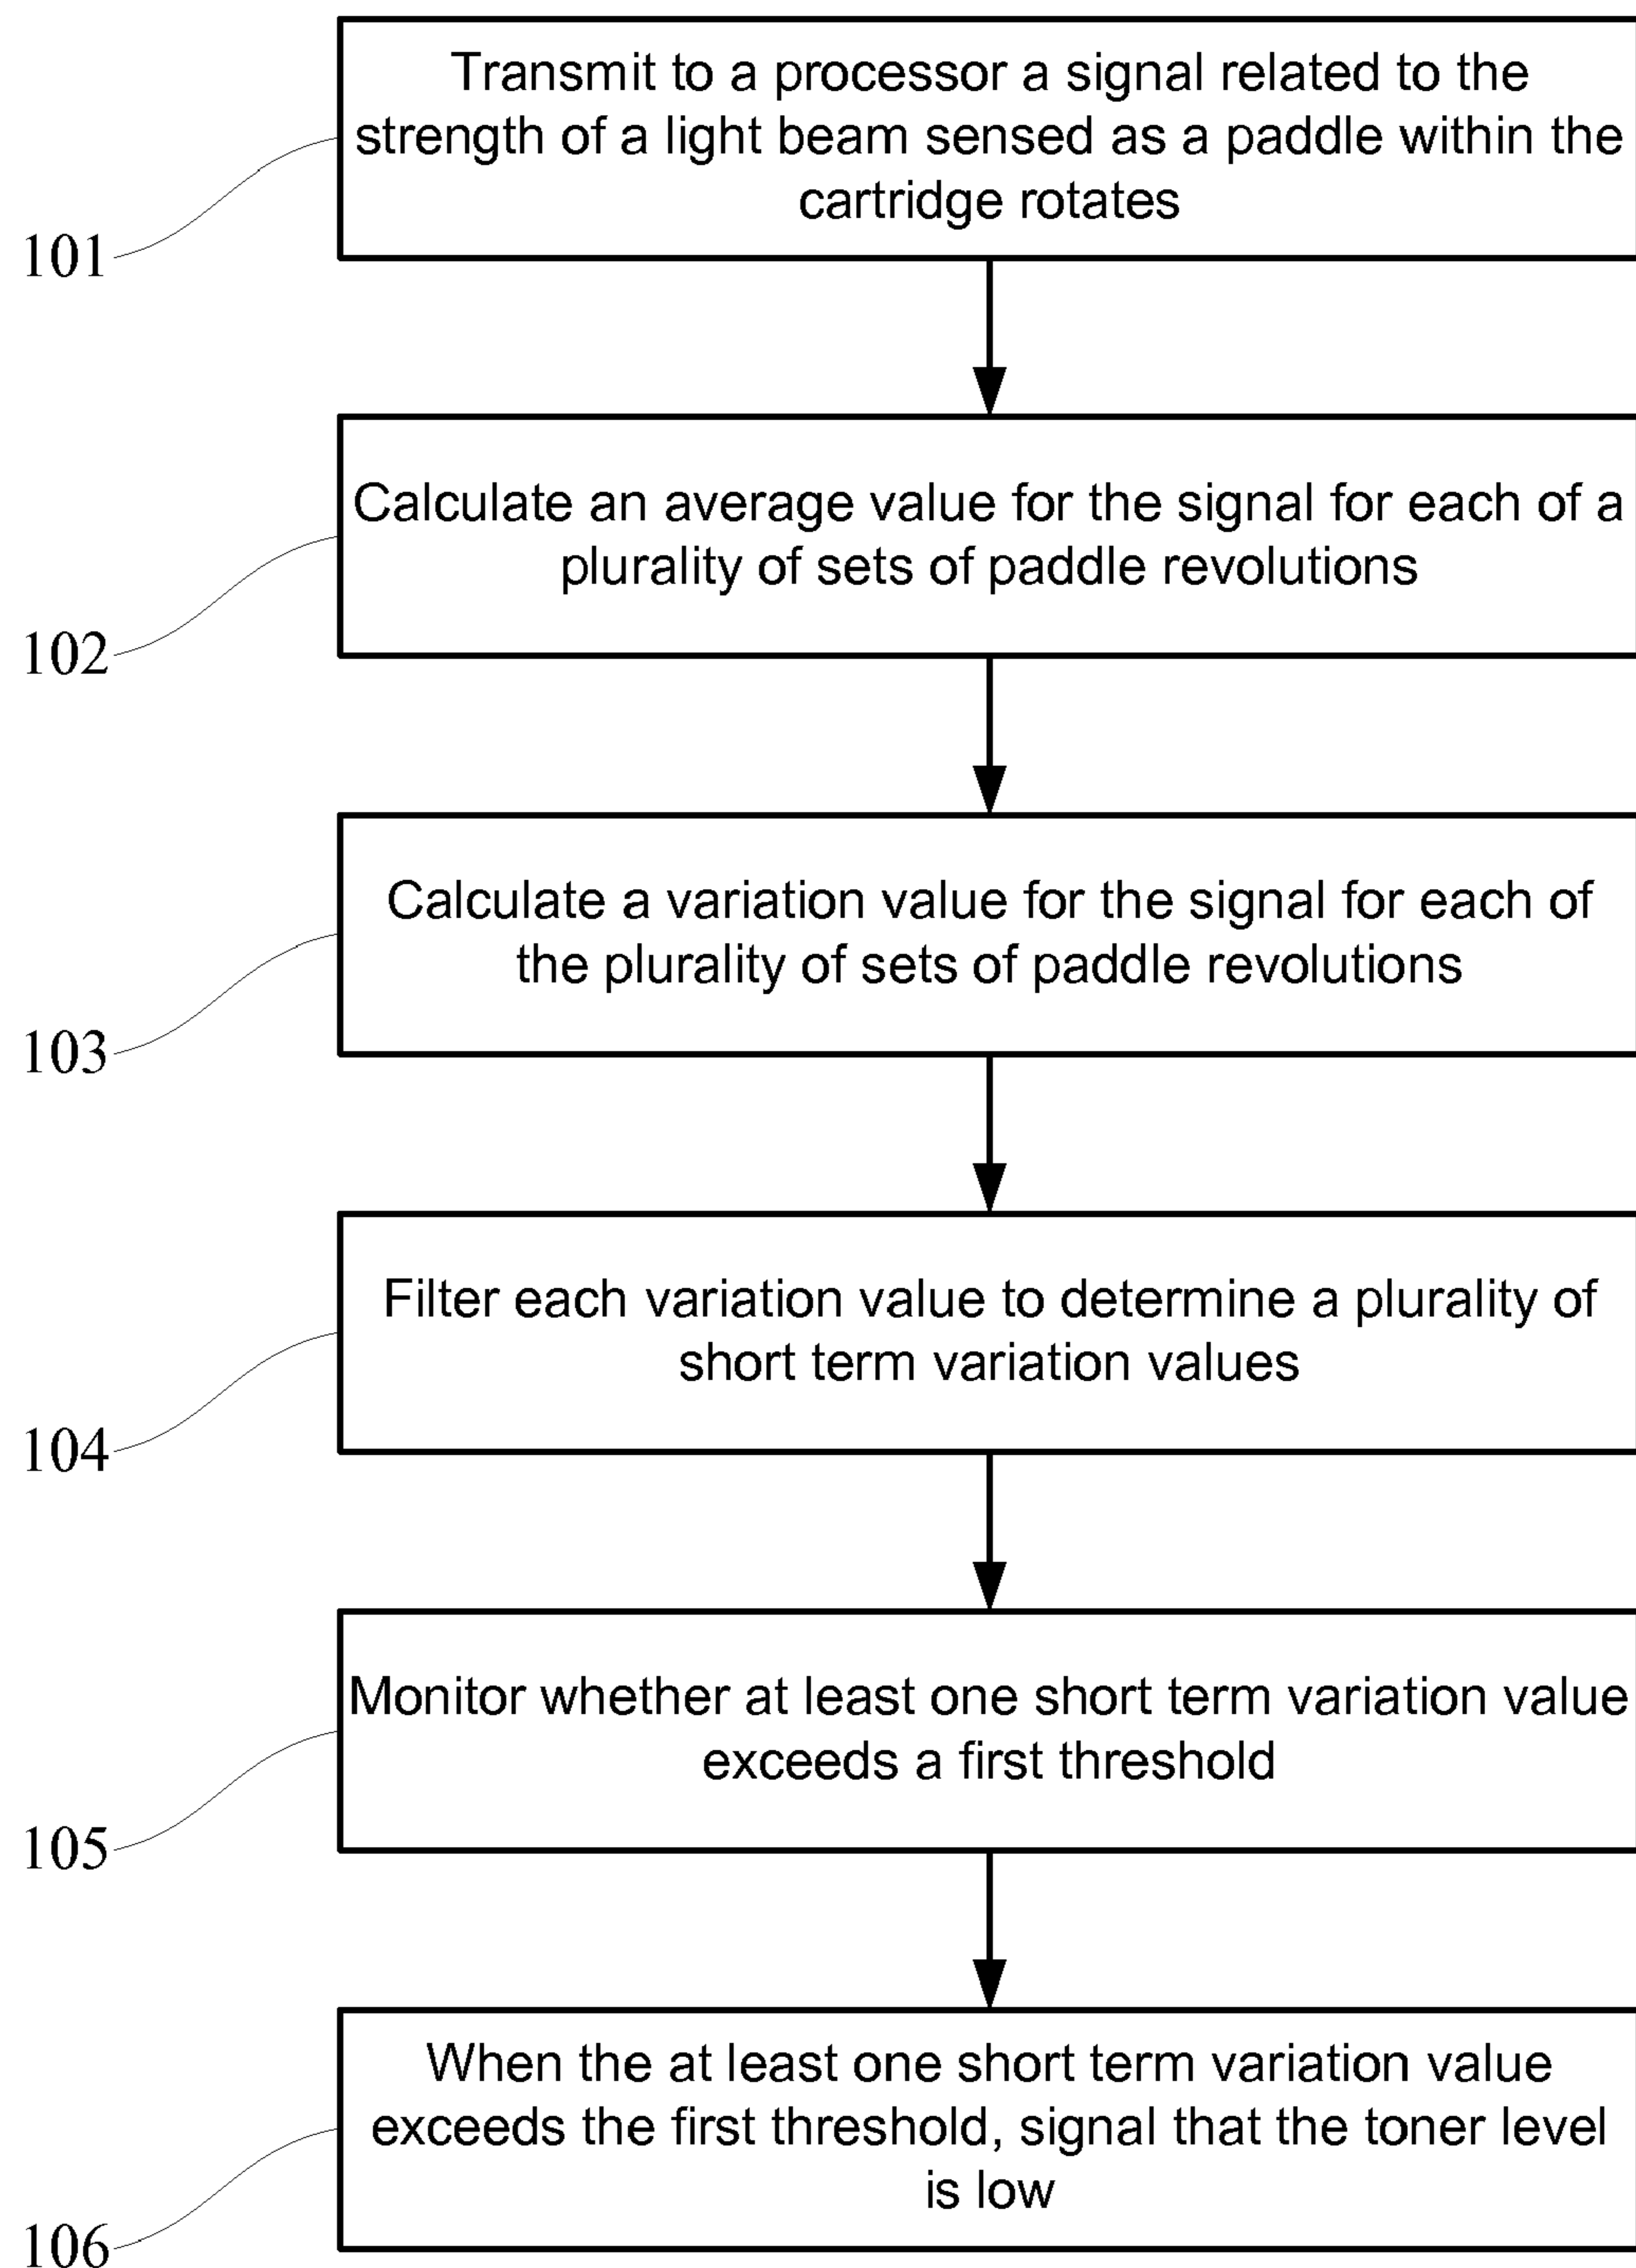 Transmit to a processor a signal related to the
strength of a light beam sensed as a paddle within the
cartridge rotates
101
Calculate an average value for the signal for each of a
plurality of sets of paddle revolutions
102
Calculate a variation value for the signal for each of
the plurality of sets of paddle revolutions
103
Filter each variation value to determine a plurality of
short term variation values
104
Monitor whether at least one short term variation value
exceeds a first threshold
105
When the at least one short term variation value
exceeds the first threshold, signal that the toner level
is low
106